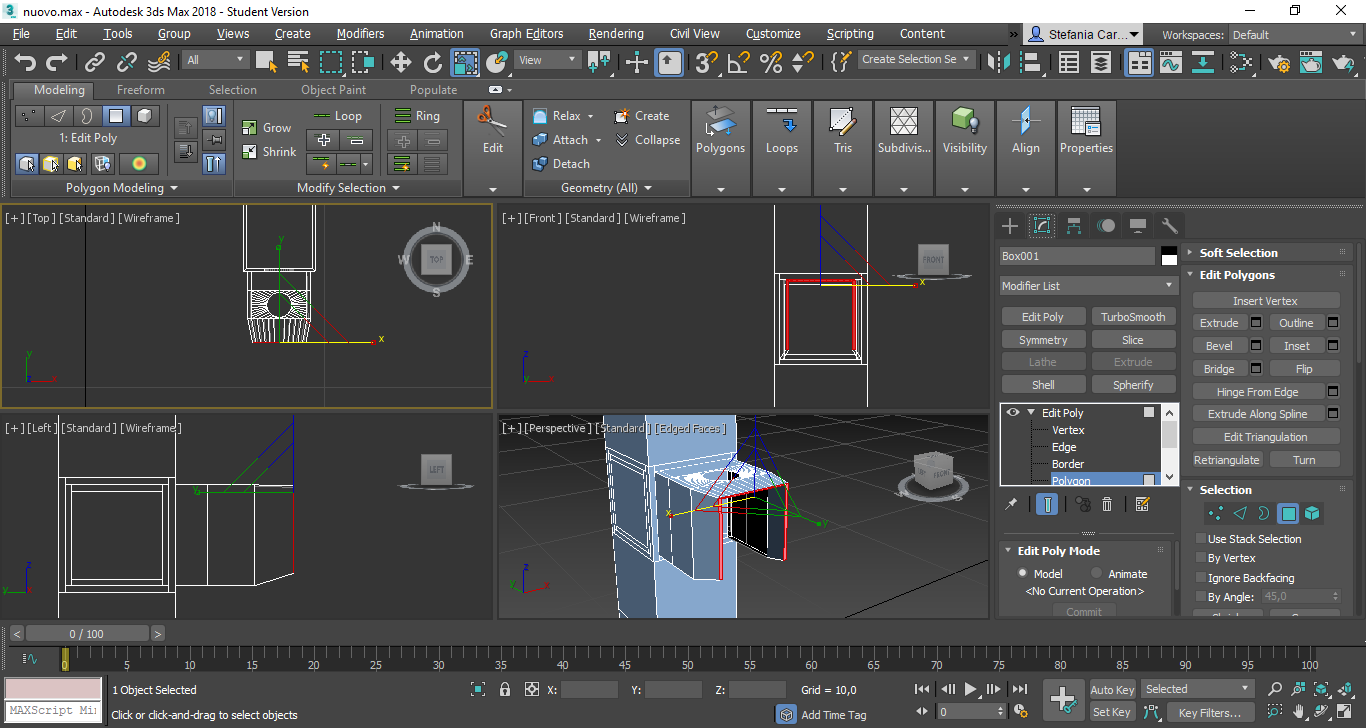 nuovo.max - Autodesk 3ds Max 2018 - Student Version
File Edit Tools Group Views Create Modifiers Animation Graph Editors Rendering Civil View Customize Scripting Content » Stefania Car... Workspaces: Default
All View Create Selection Se
Modeling Freeform Selection Object Paint Populate
1: Edit Poly
Polygon Modeling
Grow
Shrink
Loop
Ring
Modify Selection
Edit
Relax
Create
Attach
Collapse
Detach
Geometry (All)
Polygons
Loops
Tris
Subdivis...
Visibility
Align
Properties
[+] [Top] [Standard] [Wireframe]
N
W TOP E
S
y
x
y
z x
[+] [Front] [Standard] [Wireframe]
FRONT
x
z
y x
[+] [Left] [Standard] [Wireframe]
LEFT
y
z
y
[+] [Perspective] [Standard] [Edged Faces]
FRONT
W S
x
y
z
y x
Box001
Modifier List
Edit Poly TurboSmooth
Symmetry Slice
Lathe Extrude
Shell Spherify
Edit Poly
Vertex
Edge
Border
Polygon
Edit Poly Mode
Model Animate
<No Current Operation>
Commit
Soft Selection
Edit Polygons
Insert Vertex
Extrude Outline
Bevel Inset
Bridge Flip
Hinge From Edge
Extrude Along Spline
Edit Triangulation
Retriangulate Turn
Selection
Use Stack Selection
By Vertex
Ignore Backfacing
By Angle: 45,0
< 0 / 100 >
0 5 10 15 20 25 30 35 40 45 50 55 60 65 70 75 80 85 90 95 100
MAXScript Mi
1 Object Selected
Click or click-and-drag to select objects
X: Y: Z: Grid = 10,0
Add Time Tag
0
Auto Key Selected
Set Key Key Filters...